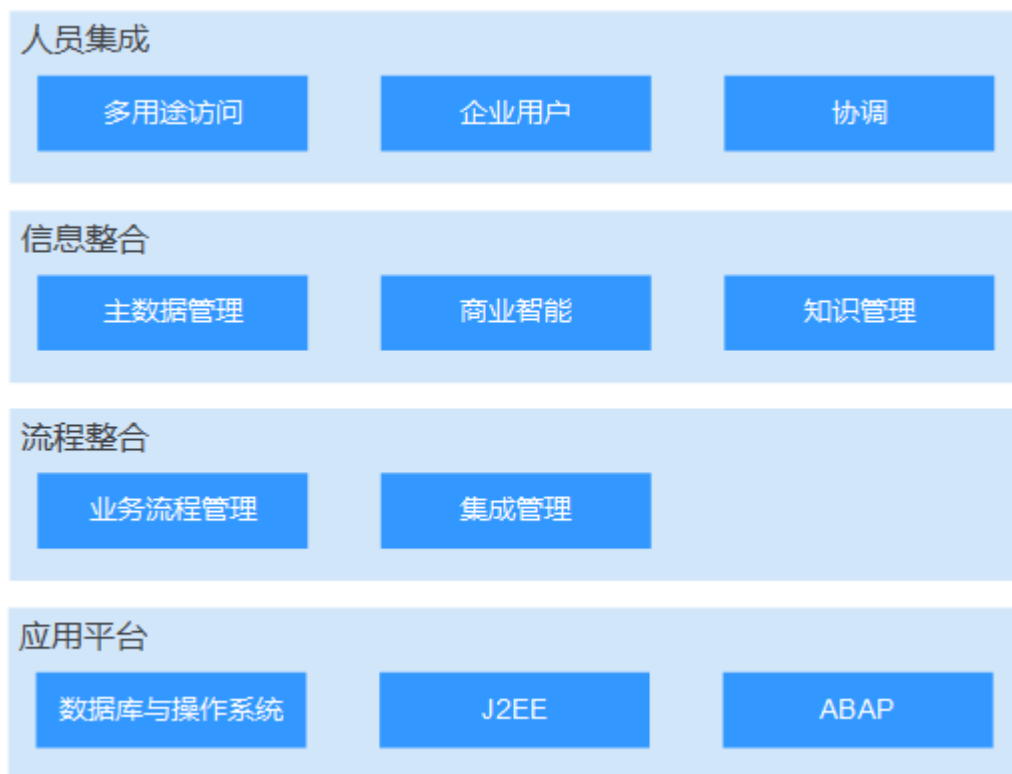 人员集成
多用途访问 企业用户 协调
信息整合
主数据管理 商业智能 知识管理
流程整合
业务流程管理 集成管理
应用平台
数据库与操作系统 J2EE ABAP